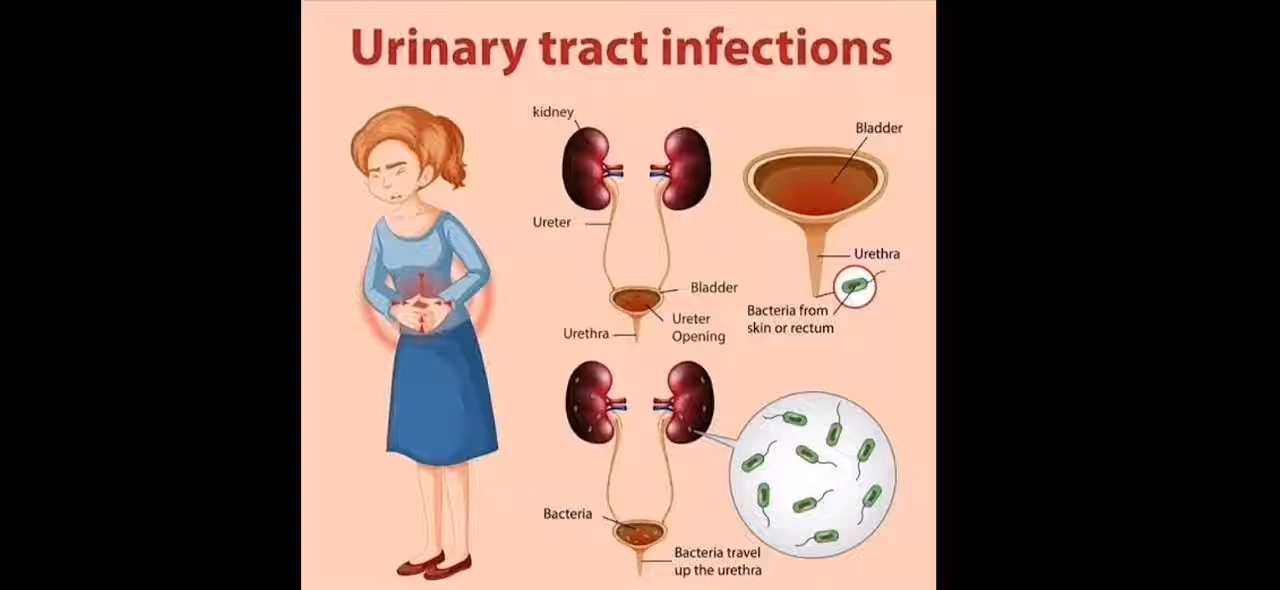 Urinary tract infections
kidney
Bladder
Ureter
Urethra
Bladder
Ureter
Opening
Urethra
Bacteria from
skin or rectum
Bacteria
Bacteria travel
up the urethra